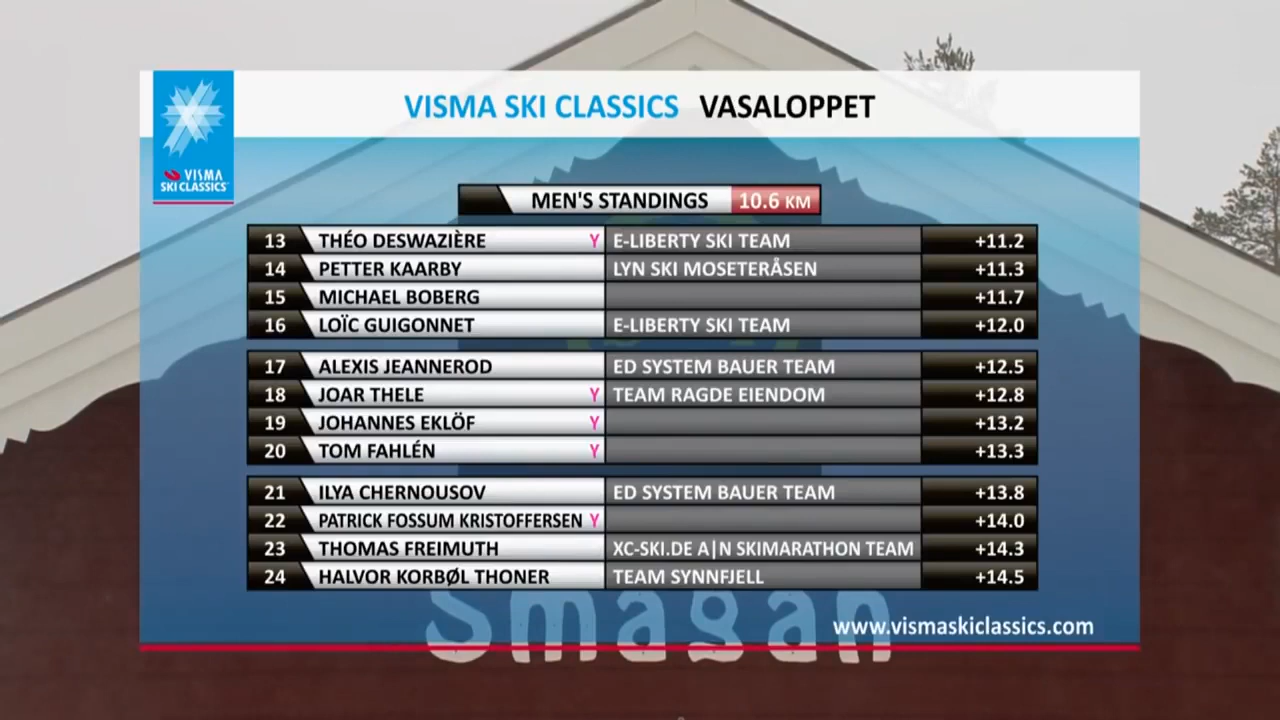 VISMA SKI CLASSICS VASALOPPET
VISMA
SKI CLASSICS
MEN'S STANDINGS 10.6 KM
13 THÉO DESWAZIÈRE Y E-LIBERTY SKI TEAM +11.2
14 PETTER KAARBY LYN SKI MOSETERÅSEN +11.3
15 MICHAEL BOBERG +11.7
16 LOÏC GUIGONNET E-LIBERTY SKI TEAM +12.0
17 ALEXIS JEANNEROD ED SYSTEM BAUER TEAM +12.5
18 JOAR THELE Y TEAM RAGDE EIENDOM +12.8
19 JOHANNES EKLÖF Y +13.2
20 TOM FAHLÉN Y +13.3
21 ILYA CHERNOUSOV ED SYSTEM BAUER TEAM +13.8
22 PATRICK FOSSUM KRISTOFFERSEN Y +14.0
23 THOMAS FREIMUTH XC-SKI.DE A|N SKIMARATHON TEAM +14.3
24 HALVOR KORBØL THONER TEAM SYNNFJELL +14.5
Smågan
www.vismaskiclassics.com